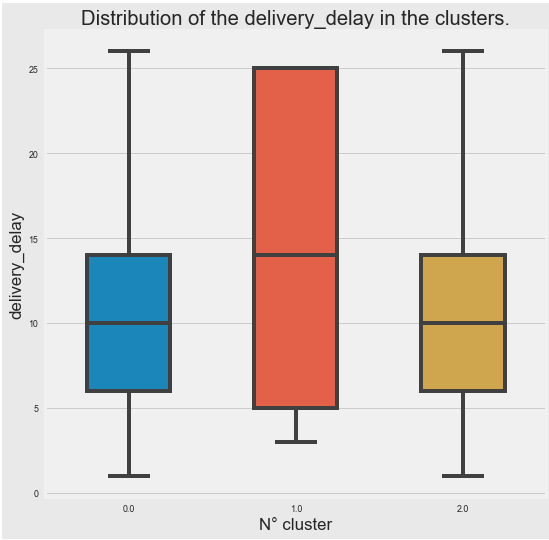 Distribution of the delivery_delay in the clusters.
delivery_delay
25
20
15
10
5
0
0.0 1.0 2.0
N° cluster